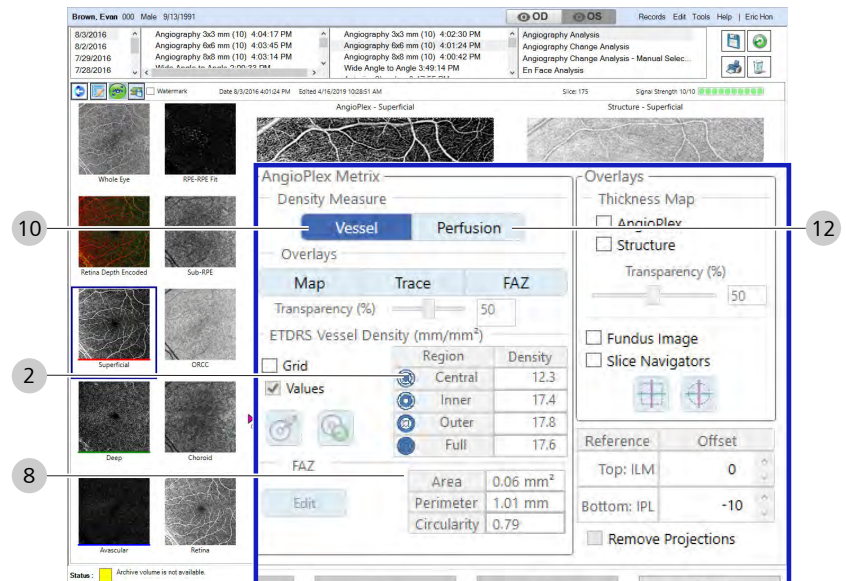 Brown, Evan 000 Male 9/13/1991
OD OS
Records Edit Tools Help | Eric Hon
8/3/2016
8/2/2016
7/29/2016
7/28/2016
Angiography 3x3 mm (10) 4:04:17 PM
Angiography 6x6 mm (10) 4:03:45 PM
Angiography 8x8 mm (10) 4:03:14 PM
Wide Angle to Angle 2:00:33 PM
Angiography 3x3 mm (10) 4:02:30 PM
Angiography 6x6 mm (10) 4:01:24 PM
Angiography 8x8 mm (10) 4:00:42 PM
Wide Angle to Angle 3:49:14 PM
Angiography Analysis
Angiography Change Analysis
Angiography Change Analysis - Manual Selec...
En Face Analysis
Watermark Date 8/3/2016 4:01:24 PM Edited 4/16/2019 10:28:51 AM Slice: 175 Signal Strength 10/10
AngioPlex - Superficial
Structure - Superficial
Whole Eye
RPE-RPE Fit
Retina Depth Encoded
Sub-RPE
Superficial
ORCC
Deep
Choroid
Avascular
Retina
Status : Archive volume is not available.
AngioPlex Metrix
Density Measure
Vessel Perfusion
Overlays
Map Trace FAZ
Transparency (%) 50
ETDRS Vessel Density (mm/mm²)
Grid
Values
Region Density
Central 12.3
Inner 17.4
Outer 17.8
Full 17.6
FAZ
Edit
Area 0.06 mm²
Perimeter 1.01 mm
Circularity 0.79
Overlays
Thickness Map
AngioPlex
Structure
Transparency (%)
50
Fundus Image
Slice Navigators
Reference Offset
Top: ILM 0
Bottom: IPL -10
Remove Projections
10
12
2
8